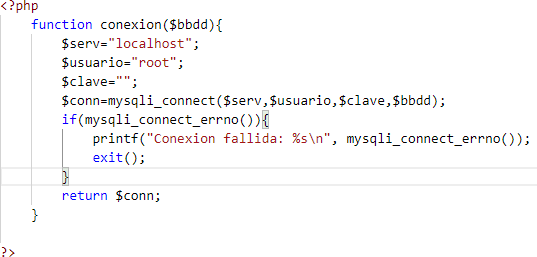 <?php
function conexion($bbdd){
$serv="localhost";
$usuario="root";
$clave="";
$conn=mysqli_connect($serv,$usuario,$clave,$bbdd);
if(mysqli_connect_errno()){
printf("Conexion fallida: %s\n", mysqli_connect_errno());
exit();
}
return $conn;
}
?>